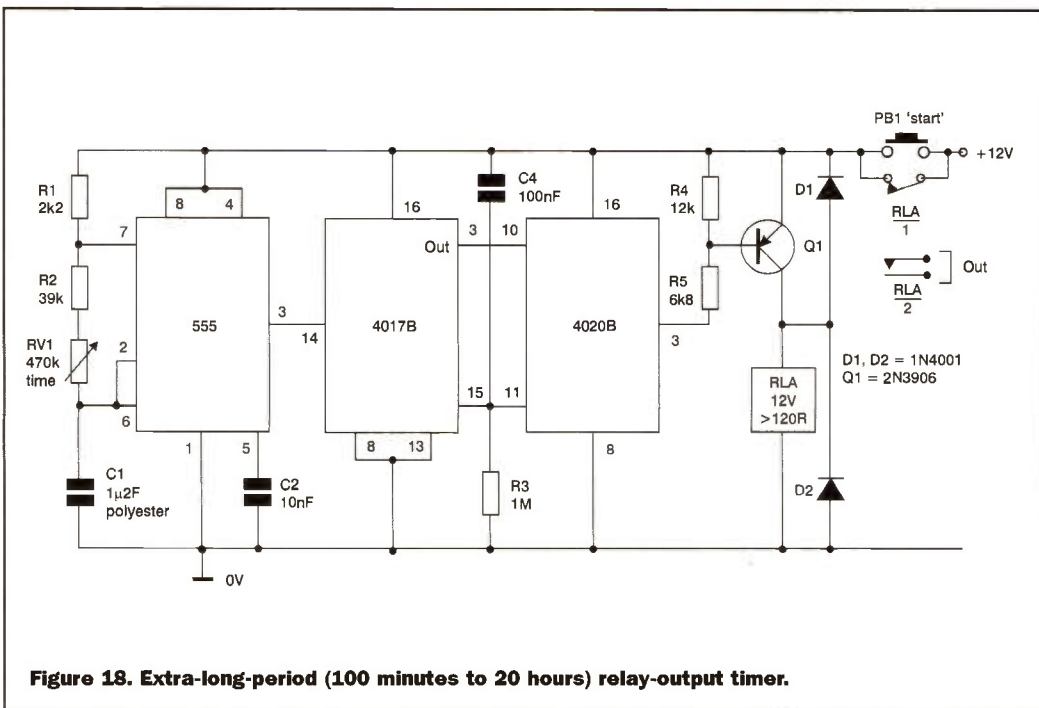 PB1 'start'
+12V
R1
2k2
8 4
16
C4
100nF
16
R4
12k
D1
RLA
1
7
3 10
Out
Q1
Out
R2
39k
555
3
14
4017B
4020B
R5
6k8
3
RLA
2
RV1
470k
time
2
6
15 11
RLA
12V
>120R
D1, D2 = 1N4001
Q1 = 2N3906
1
5
8 13
8
C1
1µ2F
polyester
C2
10nF
R3
1M
D2
0V
Figure 18. Extra-long-period (100 minutes to 20 hours) relay-output timer.